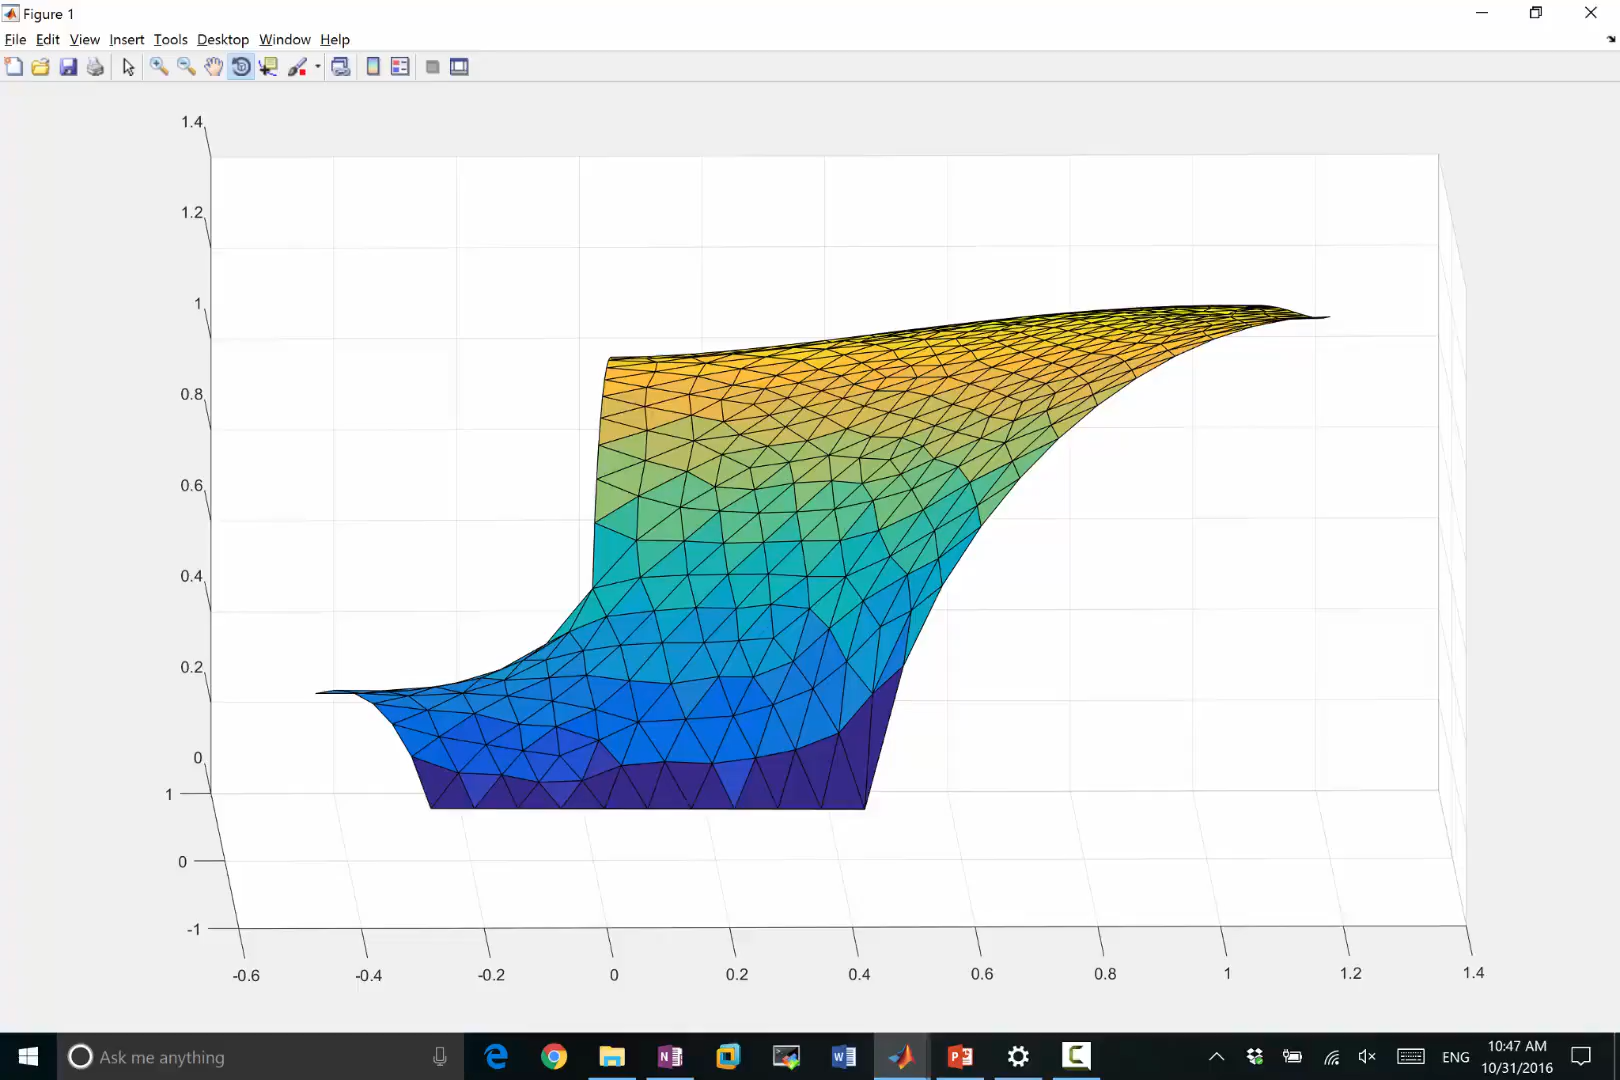 Figure 1
File Edit View Insert Tools Desktop Window Help
1.4
1.2
1
0.8
0.6
0.4
0.2
0
1
0
-1
-0.6 -0.4 -0.2 0 0.2 0.4 0.6 0.8 1 1.2 1.4
Ask me anything
ENG
10:47 AM
10/31/2016